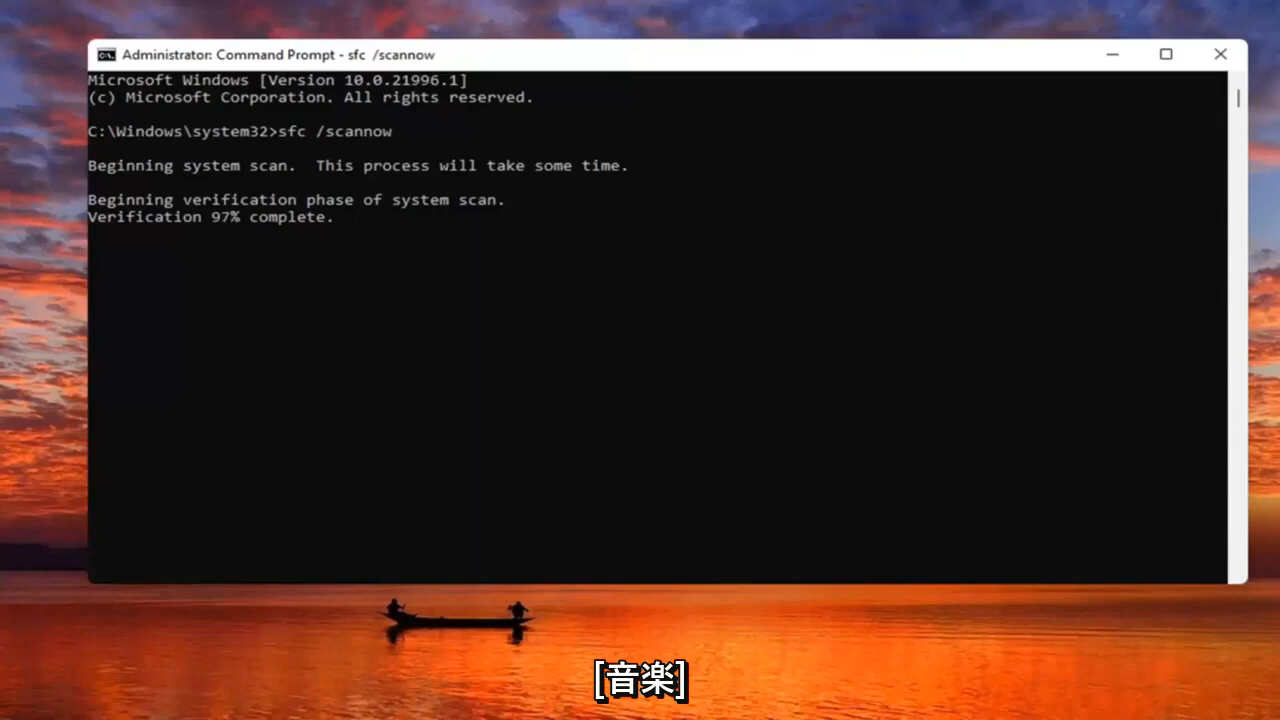 Administrator: Command Prompt - sfc /scannow
Microsoft Windows [Version 10.0.21996.1]
(c) Microsoft Corporation. All rights reserved.
C:\Windows\system32>sfc /scannow
Beginning system scan.  This process will take some time.
Beginning verification phase of system scan.
Verification 97% complete.
[音楽]